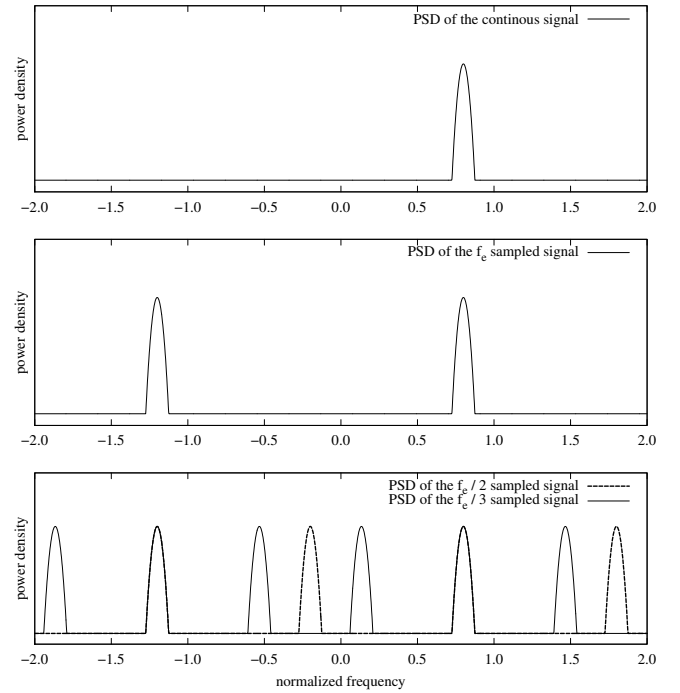 PSD of the continous signal
power density
−2.0 −1.5 −1.0 −0.5 0.0 0.5 1.0 1.5 2.0
PSD of the fe sampled signal
power density
−2.0 −1.5 −1.0 −0.5 0.0 0.5 1.0 1.5 2.0
PSD of the fe / 2 sampled signal
PSD of the fe / 3 sampled signal
power density
−2.0 −1.5 −1.0 −0.5 0.0 0.5 1.0 1.5 2.0
normalized frequency